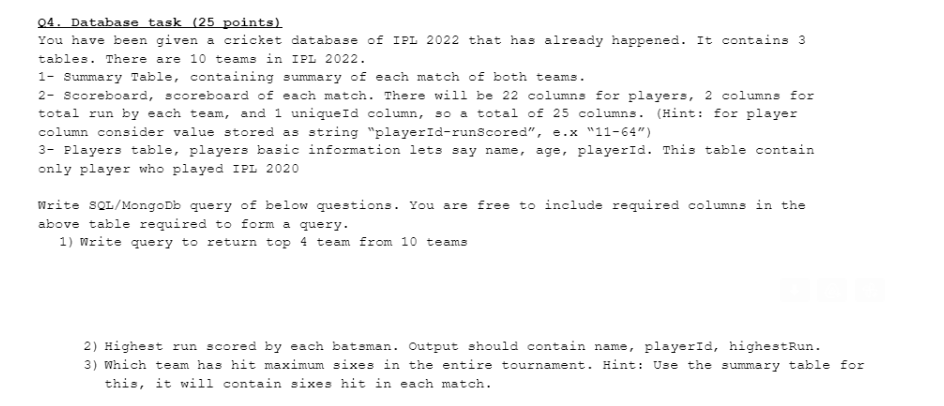 Q4. Database task (25 points)
You have been given a cricket database of IPL 2022 that has already happened. It contains 3
tables. There are 10 teams in IPL 2022.
1- Summary Table, containing summary of each match of both teams.
2- Scoreboard, scoreboard of each match. There will be 22 columns for players, 2 columns for
total run by each team, and 1 uniqueId column, so a total of 25 columns. (Hint: for player
column consider value stored as string "playerId-runScored", e.x "11-64")
3- Players table, players basic information lets say name, age, playerId. This table contain
only player who played IPL 2020
Write SQL/MongoDb query of below questions. You are free to include required columns in the
above table required to form a query.
1) Write query to return top 4 team from 10 teams
2) Highest run scored by each batsman. Output should contain name, playerId, highestRun.
3) Which team has hit maximum sixes in the entire tournament. Hint: Use the summary table for
this, it will contain sixes hit in each match.